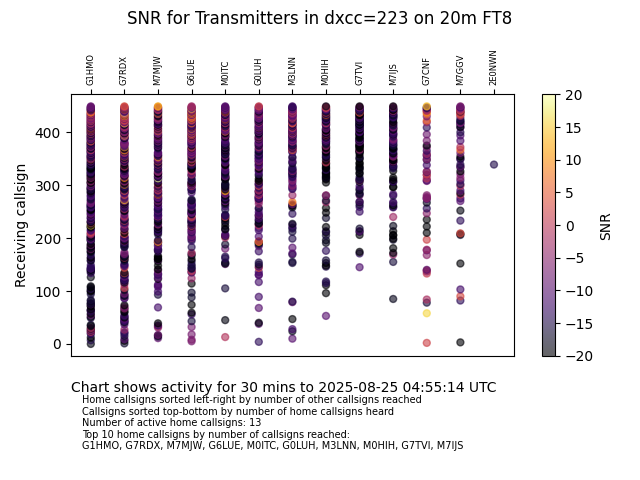 SNR for Transmitters in dxcc=223 on 20m FT8
G1HMO G7RDX M7MJW G6LUE M0ITC G0LUH M3LNN M0HIH G7TVI M7IJS G7CNF M7GGV 2E0NWN
400
300
200
100
0
Receiving callsign
20
15
10
5
0
−5
−10
−15
−20
SNR
Chart shows activity for 30 mins to 2025-08-25 04:55:14 UTC
Home callsigns sorted left-right by number of other callsigns reached
Callsigns sorted top-bottom by number of home callsigns heard
Number of active home callsigns: 13
Top 10 home callsigns by number of callsigns reached:
G1HMO, G7RDX, M7MJW, G6LUE, M0ITC, G0LUH, M3LNN, M0HIH, G7TVI, M7IJS